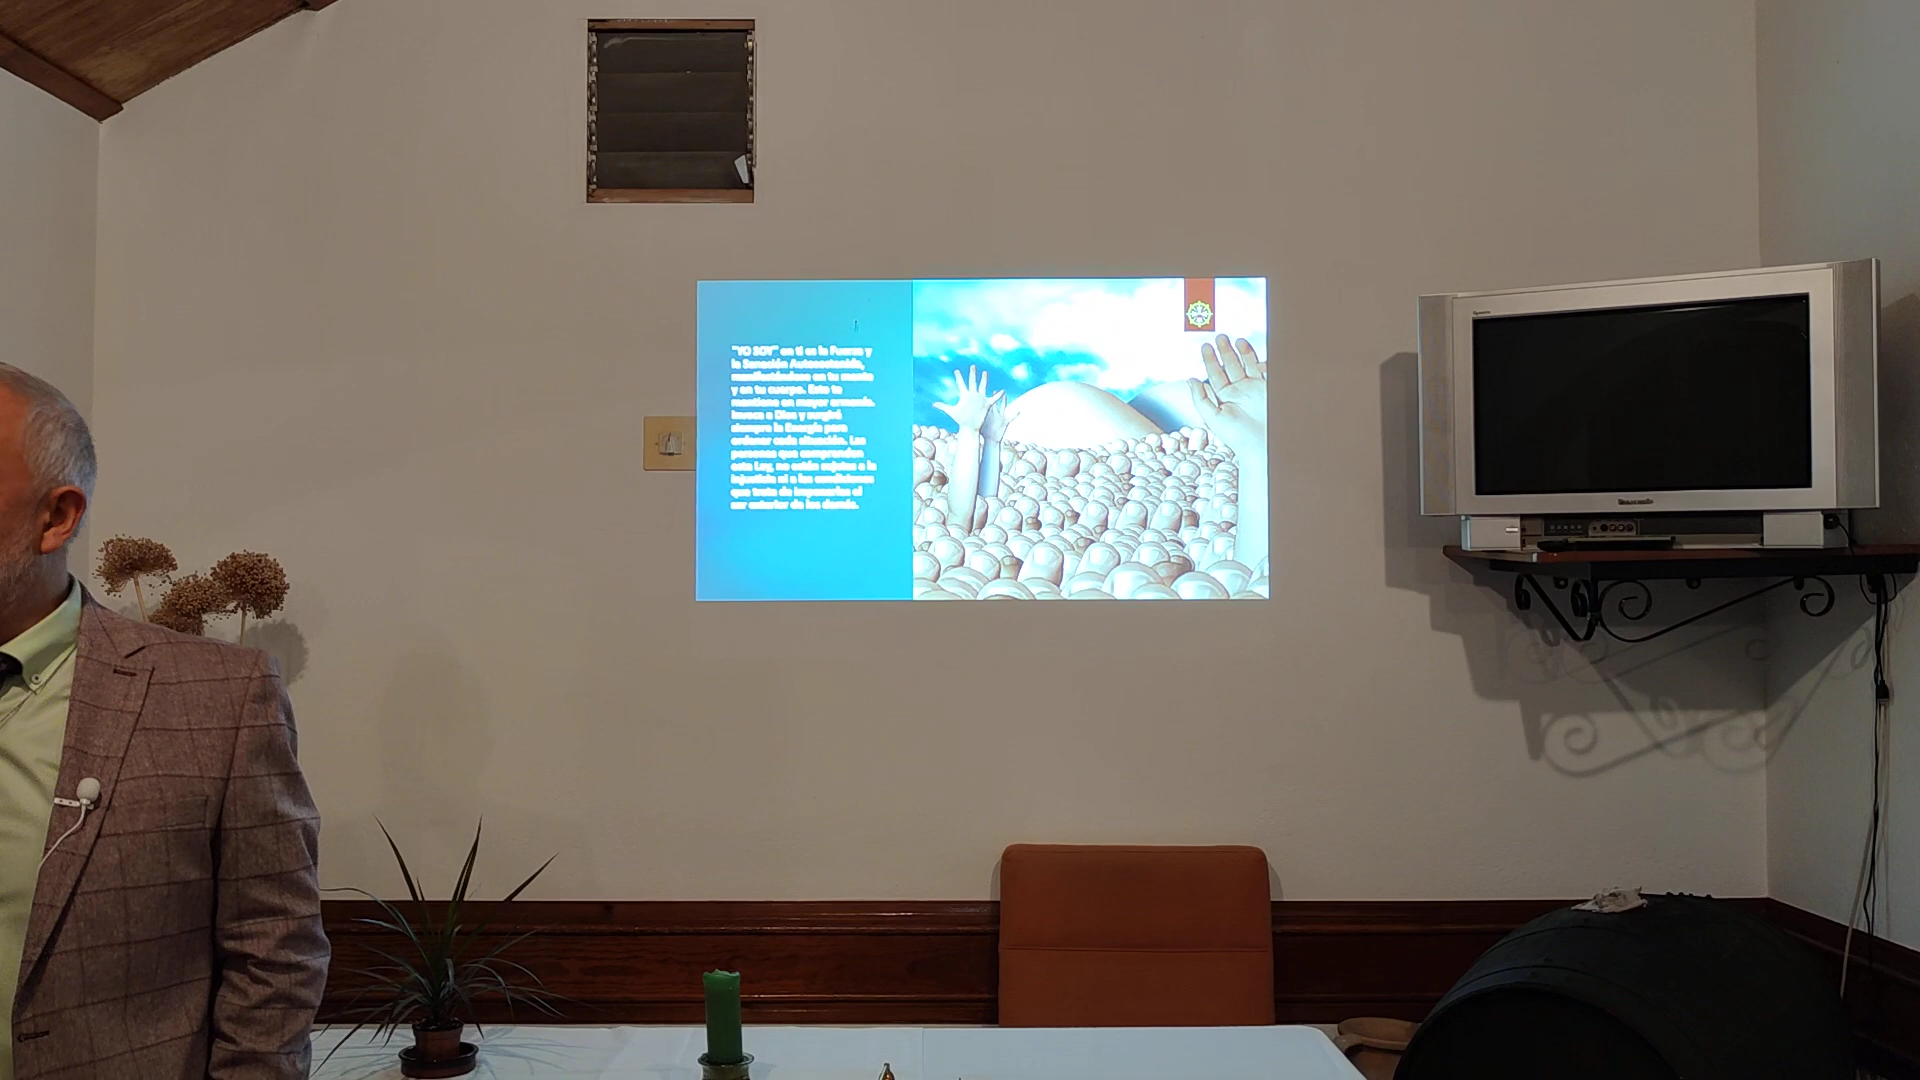 "YO SOY" en ti es la Fuerza y
la Sanación Autosostenida,
manifestándose en tu mente
y en tu cuerpo. Esto te
mantiene en mayor armonía.
Invoca a Dios y surgirá
siempre la Energía para
ordenar cada situación. Las
personas que comprenden
esta Ley, no están sujetas a la
injusticia ni a las condiciones
que trata de imponerles el
ser exterior de los demás.
Panasonic